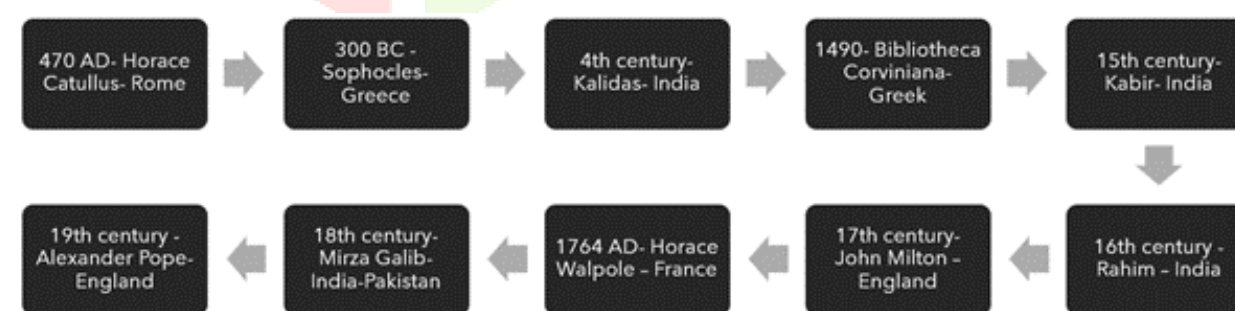 470 AD- Horace
Catullus- Rome
300 BC -
Sophocles-
Greece
4th century-
Kalidas- India
1490- Bibliotheca
Corviniana-
Greek
15th century-
Kabir- India
16th century -
Rahim – India
17th century-
John Milton –
England
1764 AD- Horace
Walpole – France
18th century-
Mirza Galib-
India-Pakistan
19th century -
Alexander Pope-
England